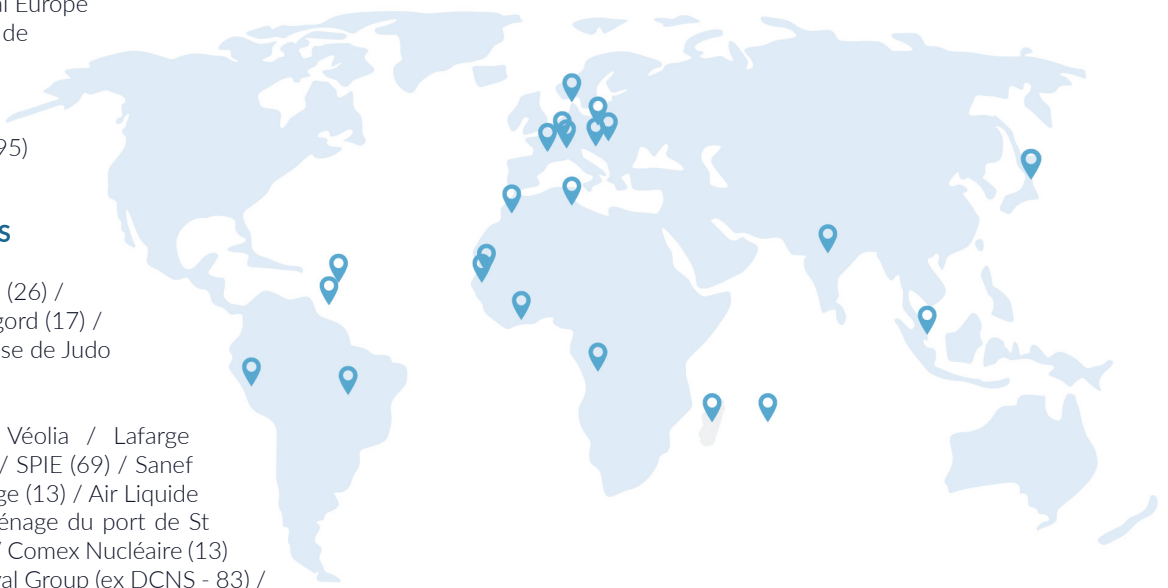 al Europe
de
95)
s
(26) /
gord (17) /
se de Judo
Véolia / Lafarge
/ SPIE (69) / Sanef
ge (13) / Air Liquide
énage du port de St
/ Comex Nucléaire (13)
val Group (ex DCNS - 83) /